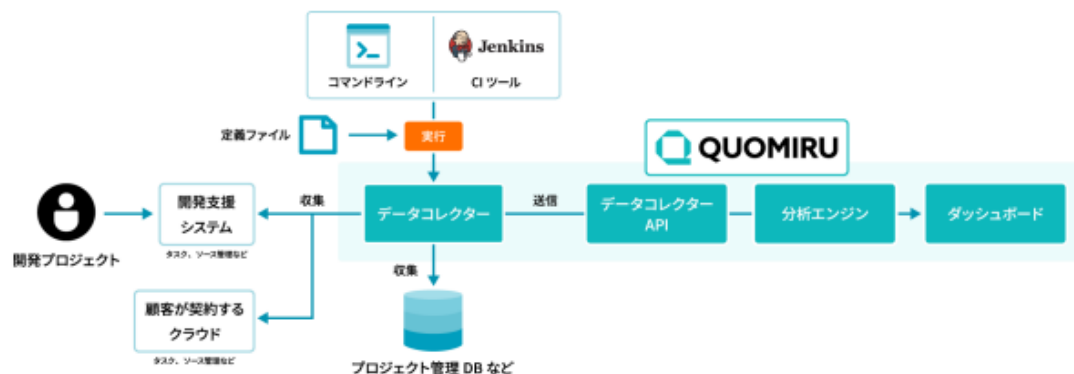 Jenkins
コマンドライン
CI ツール
定義ファイル
実行
QUOMIRU
開発プロジェクト
開発支援
システム
タスク、ソース管理など
収集
データコレクター
送信
データコレクター
API
分析エンジン
ダッシュボード
収集
顧客が契約する
クラウド
タスク、ソース管理など
プロジェクト管理 DB など